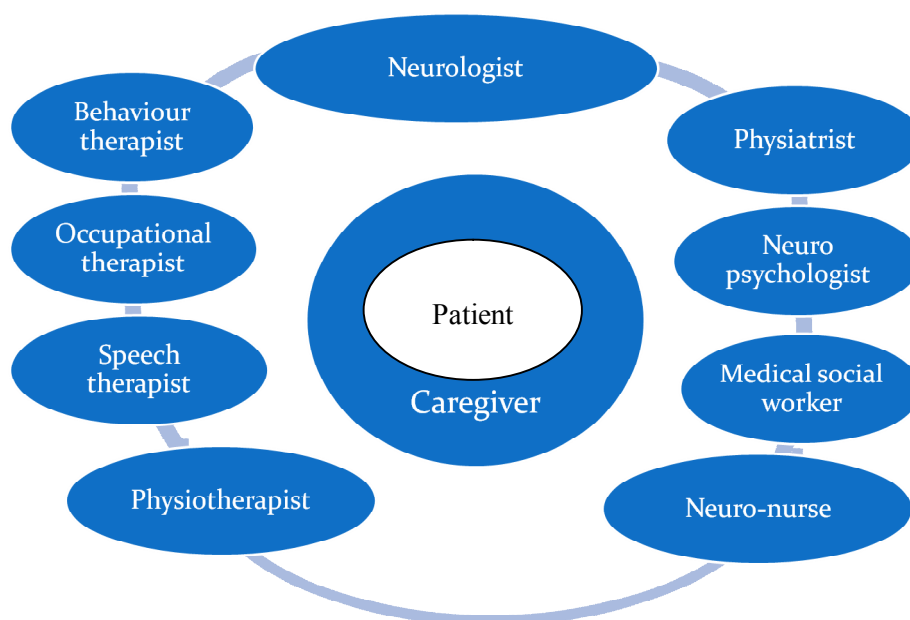 Neurologist
Behaviour
therapist
Physiatrist
Occupational
therapist
Neuro
psychologist
Patient
Speech
therapist
Caregiver
Medical social
worker
Physiotherapist
Neuro-nurse